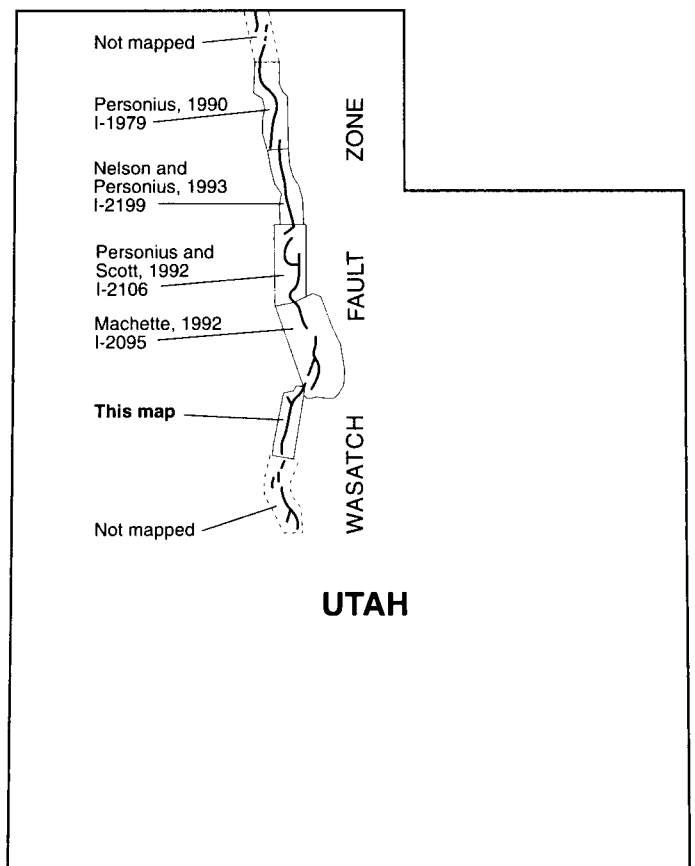 Not mapped
Personius, 1990
I-1979
Nelson and
Personius, 1993
I-2199
Personius and
Scott, 1992
I-2106
Machette, 1992
I-2095
This map
Not mapped
WASATCH FAULT ZONE
UTAH